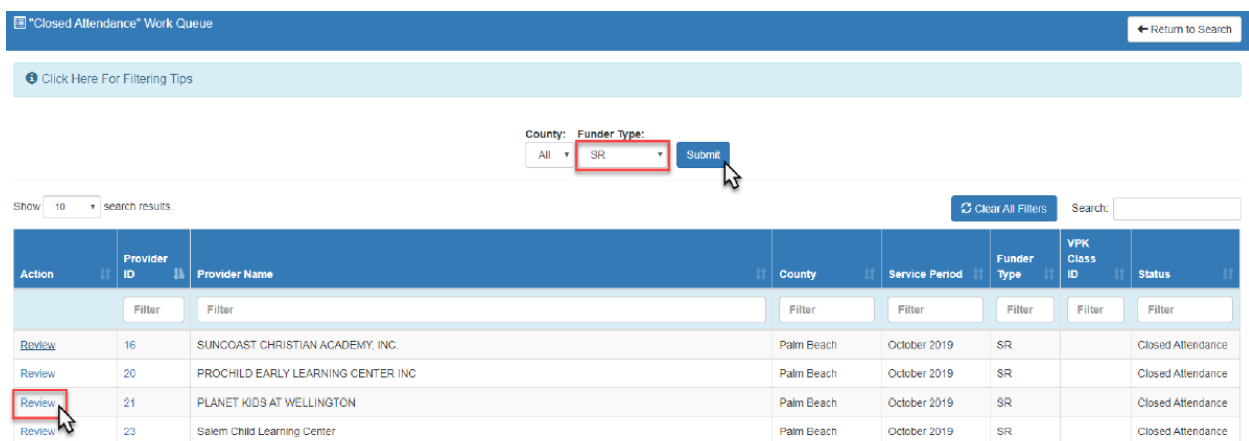 "Closed Attendance" Work Queue
Return to Search
Click Here For Filtering Tips
County: Funder Type:
All SR Submit
Show 10 search results.
Clear All Filters Search:
Action Provider ID Provider Name County Service Period Funder Type VPK Class ID Status
Filter Filter Filter Filter Filter Filter Filter
Review 16 SUNCOAST CHRISTIAN ACADEMY, INC. Palm Beach October 2019 SR Closed Attendance
Review 20 PROCHILD EARLY LEARNING CENTER INC Palm Beach October 2019 SR Closed Attendance
Review 21 PLANET KIDS AT WELLINGTON Palm Beach October 2019 SR Closed Attendance
Review 23 Salem Child Learning Center Palm Beach October 2019 SR Closed Attendance